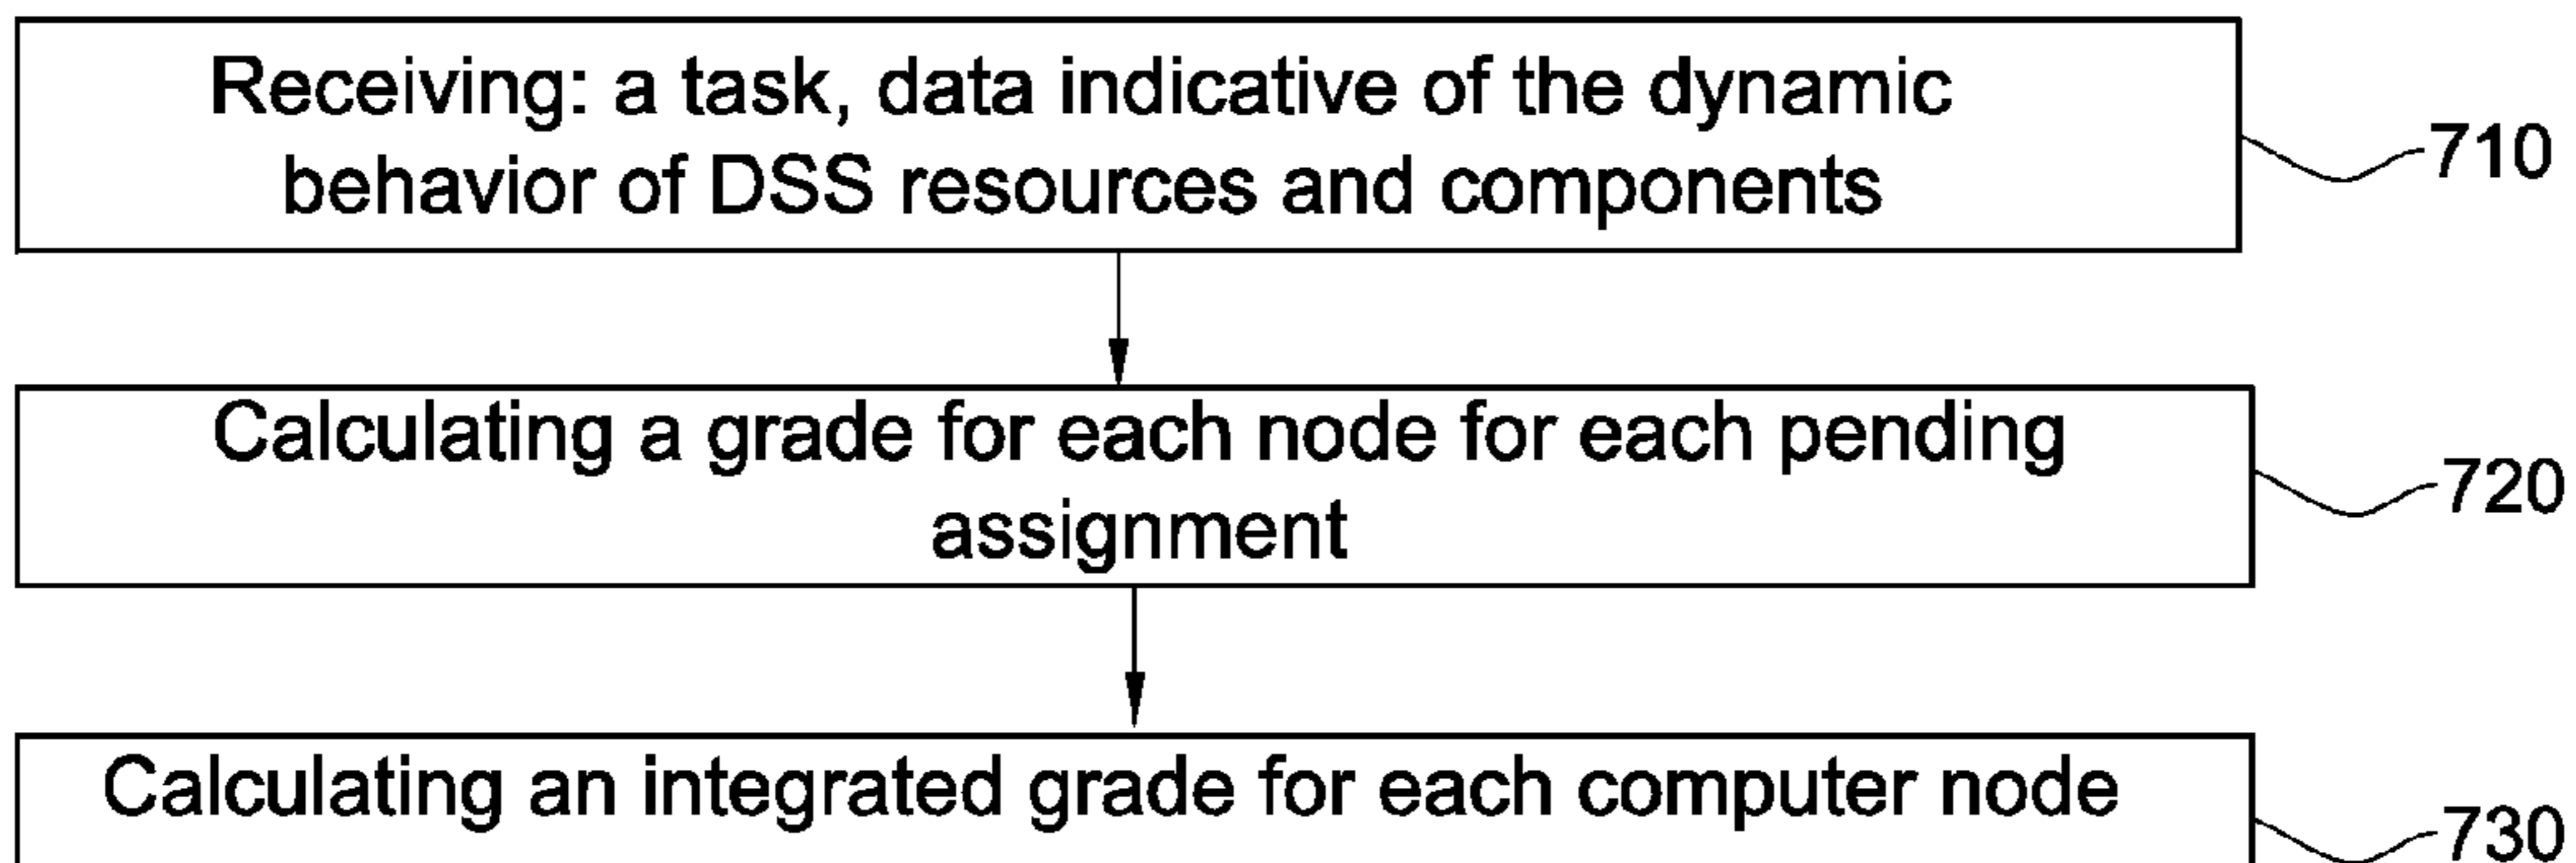 Receiving: a task, data indicative of the dynamic
behavior of DSS resources and components
710
Calculating a grade for each node for each pending
assignment
720
Calculating an integrated grade for each computer node
730